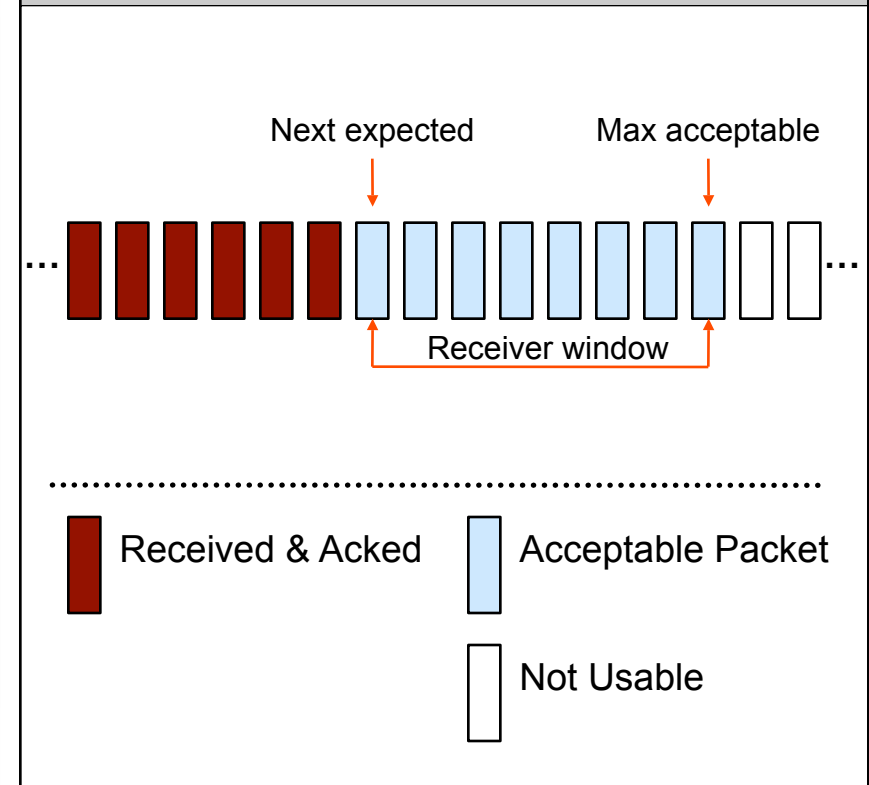 Next expected Max acceptable
... ...
Receiver window
Received & Acked Acceptable Packet
Not Usable